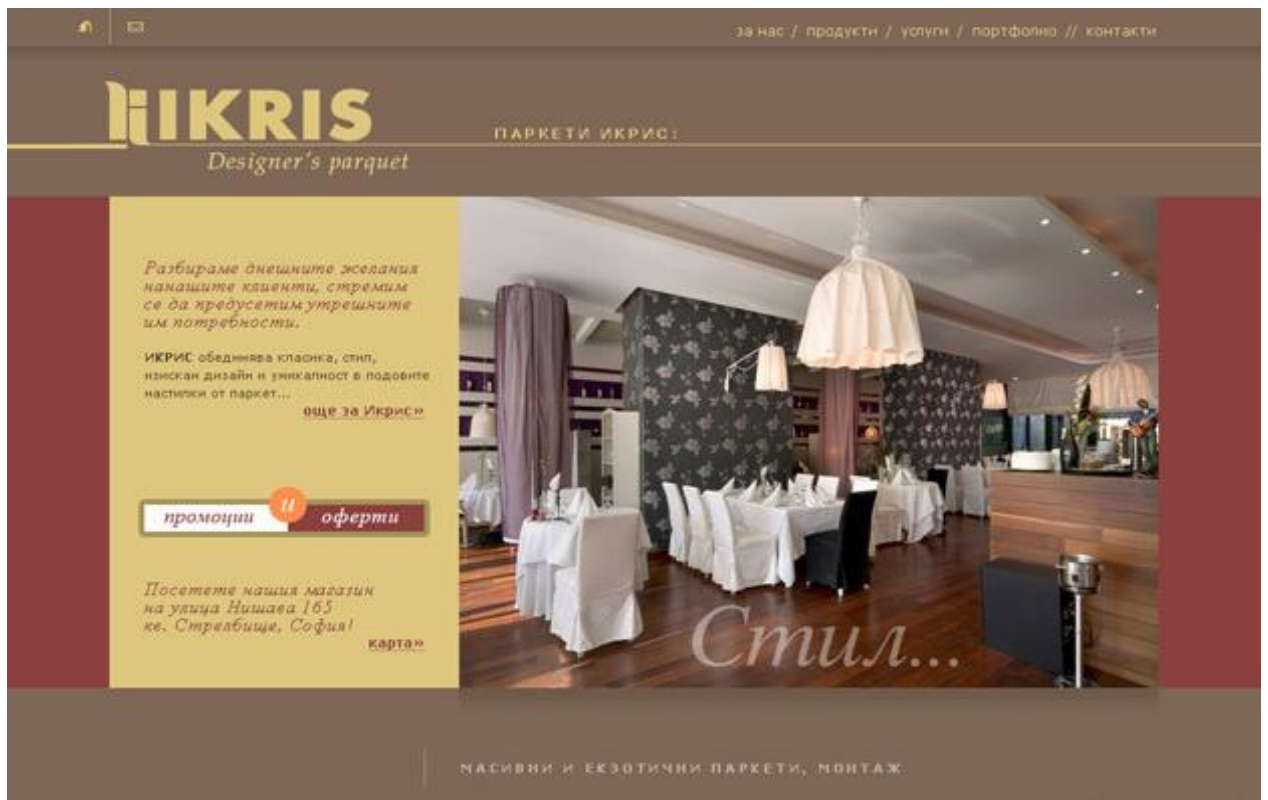 за нас / продукти / услуги / портфолио // контакти
IKRIS
Designer's parquet
ПАРКЕТИ ИКРИС:
Разбираме днешните желания
нанашите клиенти, стремим
се да предусетим утрешните
им потребности.
ИКРИС обединява класика, стил,
изискан дизайн и уникалност в подовите
настилки от паркет...
още за Икрис»
промоции и оферти
Посетете нашия магазин
на улица Нишава 165
кв. Стрелбище, София!
карта»
Стил...
МАСИВНИ И ЕКЗОТИЧНИ ПАРКЕТИ, МОНТАЖ